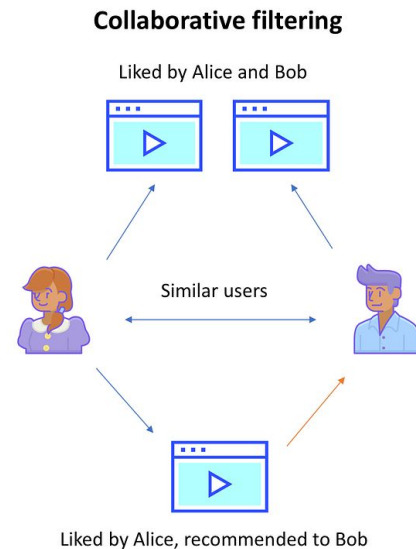 Collaborative filtering
Liked by Alice and Bob
Similar users
Liked by Alice, recommended to Bob